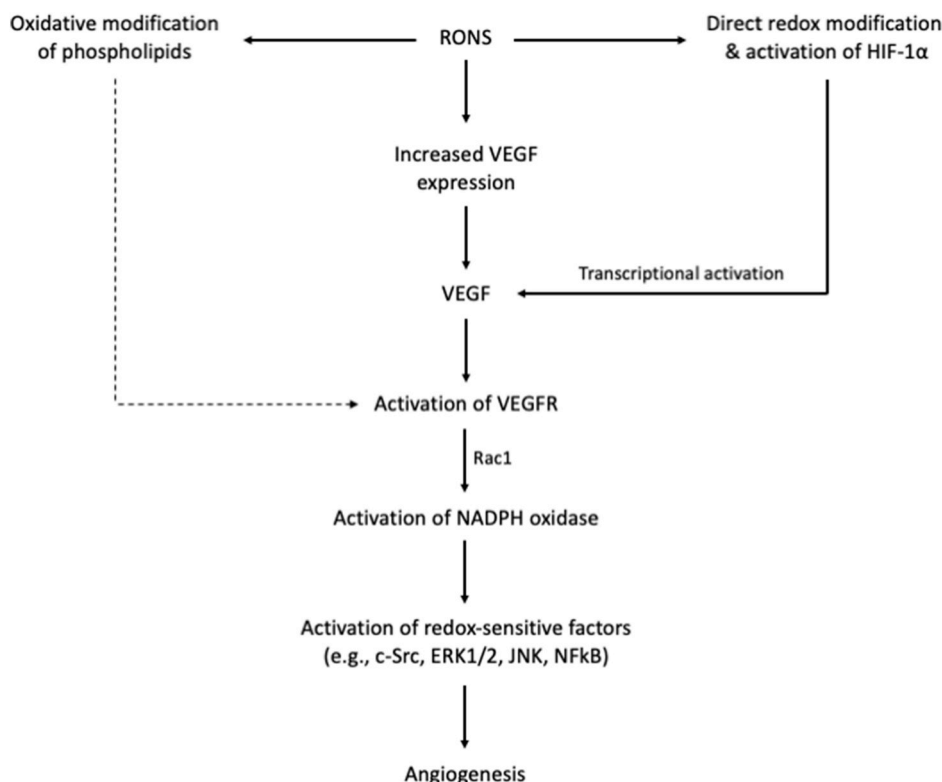 Oxidative modification
of phospholipids
RONS
Direct redox modification
& activation of HIF-1α
Increased VEGF
expression
Transcriptional activation
VEGF
Activation of VEGFR
Rac1
Activation of NADPH oxidase
Activation of redox-sensitive factors
(e.g., c-Src, ERK1/2, JNK, NFkB)
Angiogenesis